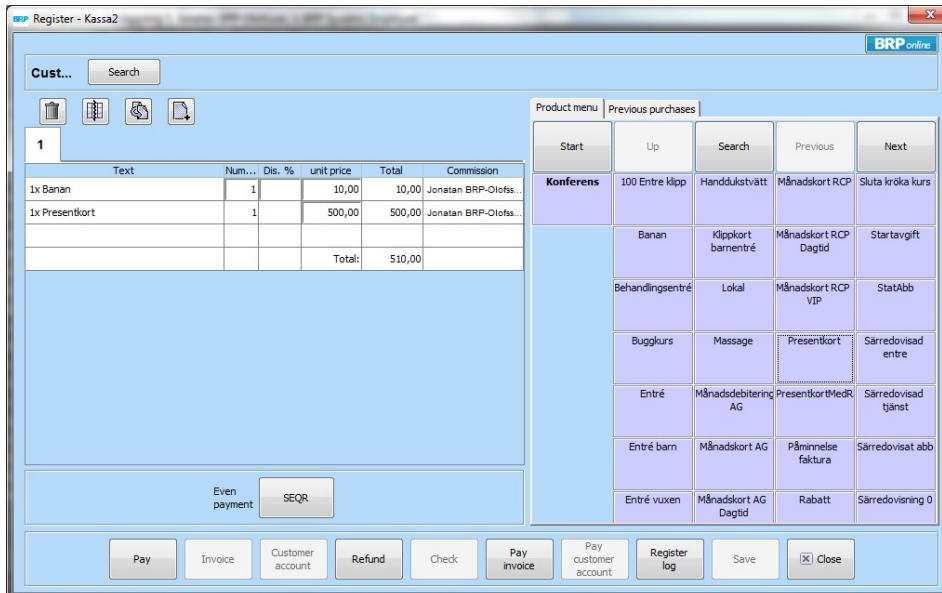 BRP Register - Kassa2
BRP online
Cust...
Search
Product menu
Previous purchases
1
Start
Up
Search
Previous
Next
Text
Num...
Dis. %
unit price
Total
Commission
1x Banan
1
10,00
10,00
Jonatan BRP-Olofss...
1x Presentkort
1
500,00
500,00
Jonatan BRP-Olofss...
Total:
510,00
Konferens
100 Entre klipp
Handdukstvätt
Månadskort RCP
Sluta kröka kurs
Banan
Klippkort
barnentré
Månadskort RCP
Dagtid
Startavgift
Behandlingsentré
Lokal
Månadskort RCP
VIP
StatAbb
Buggkurs
Massage
Presentkort
Särredovisad
entre
Entré
Månadsdebitering
AG
PresentkortMedR
Särredovisad
tjänst
Entré barn
Månadskort AG
Påminnelse
faktura
Särredovisat abb
Entré vuxen
Månadskort AG
Dagtid
Rabatt
Särredovisning 0
Even
payment
SEQR
Pay
Invoice
Customer
account
Refund
Check
Pay
invoice
Pay
customer
account
Register
log
Save
Close